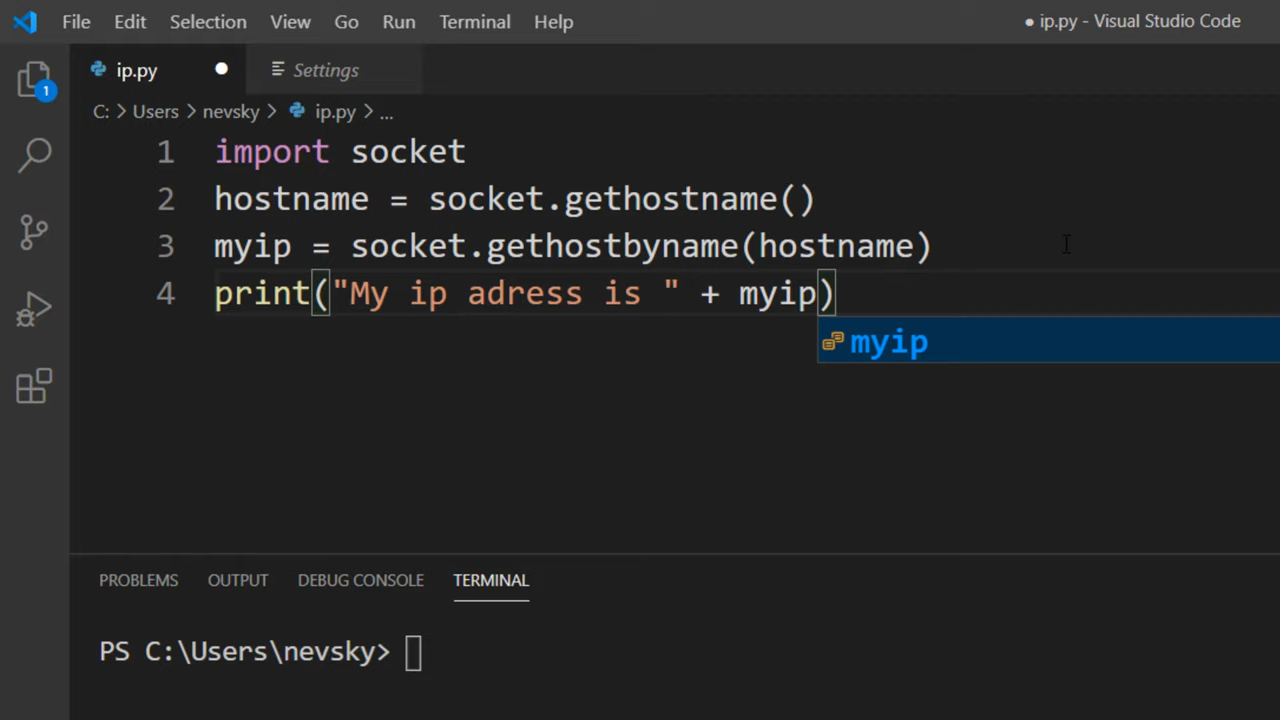 File Edit Selection View Go Run Terminal Help ● ip.py - Visual Studio Code
ip.py Settings
1
C: > Users > nevsky > ip.py > ...
1 import socket
2 hostname = socket.gethostname()
3 myip = socket.gethostbyname(hostname)
4 print("My ip adress is " + myip)
myip
PROBLEMS OUTPUT DEBUG CONSOLE TERMINAL
PS C:\Users\nevsky>